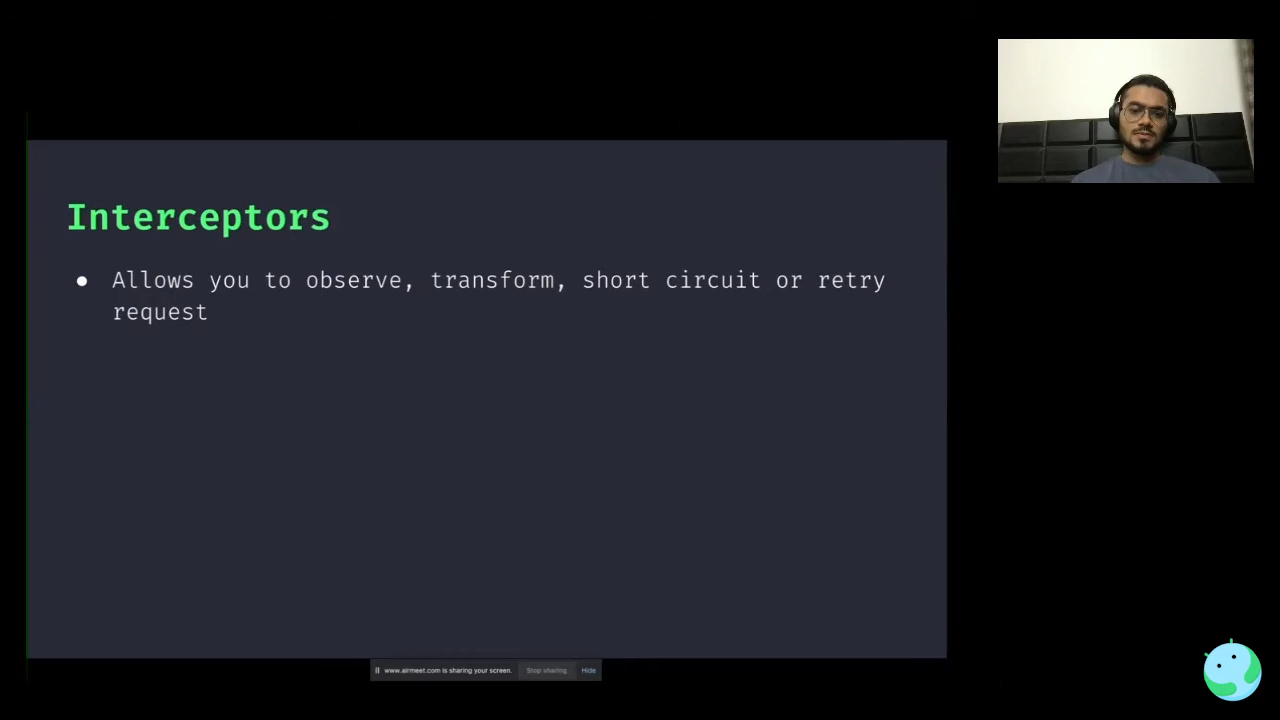 Interceptors
● Allows you to observe, transform, short circuit or retry
request
www.airmeet.com is sharing your screen. Stop sharing Hide